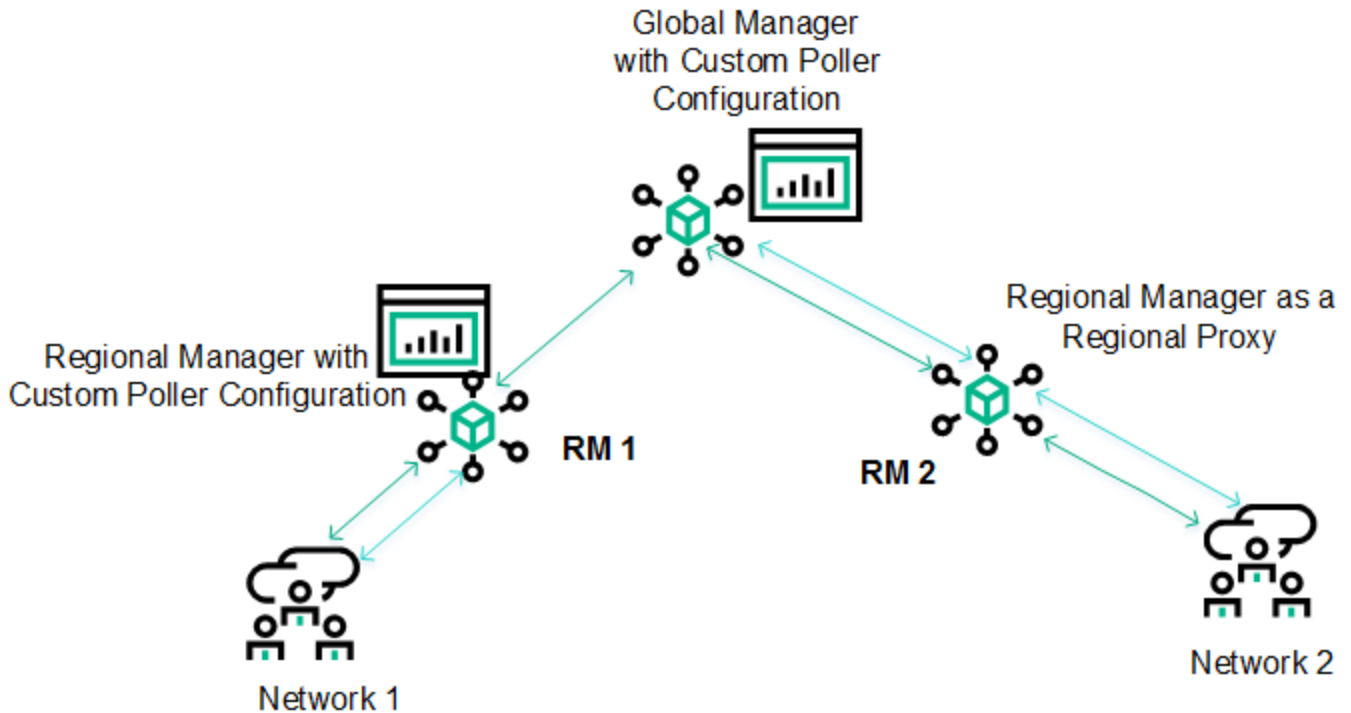 Global Manager
with Custom Poller
Configuration
Regional Manager as a
Regional Proxy
Regional Manager with
Custom Poller Configuration
RM 1
RM 2
Network 2
Network 1